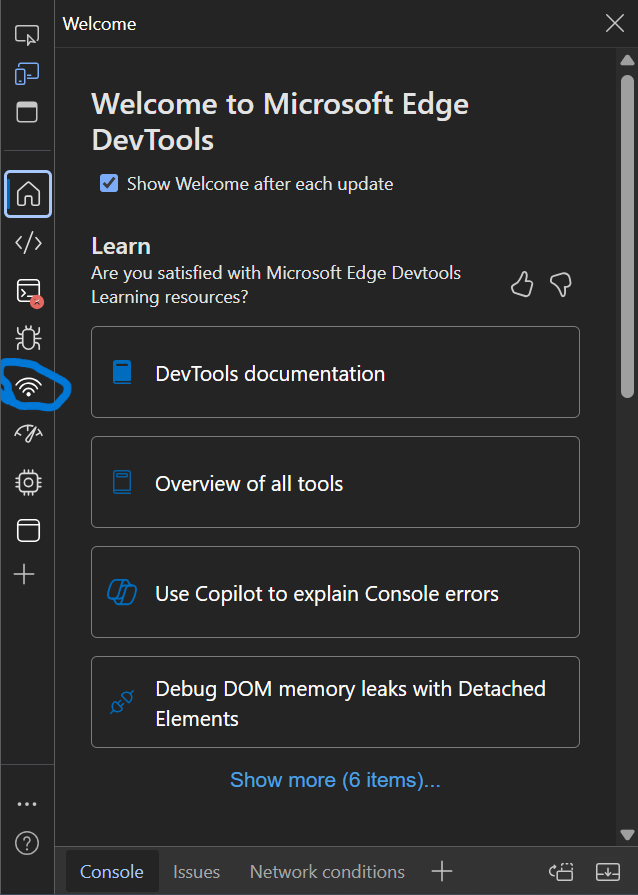 Welcome
Welcome to Microsoft Edge
DevTools
Show Welcome after each update
Learn
Are you satisfied with Microsoft Edge Devtools
Learning resources?
DevTools documentation
Overview of all tools
Use Copilot to explain Console errors
Debug DOM memory leaks with Detached
Elements
Show more (6 items)...
Console Issues Network conditions